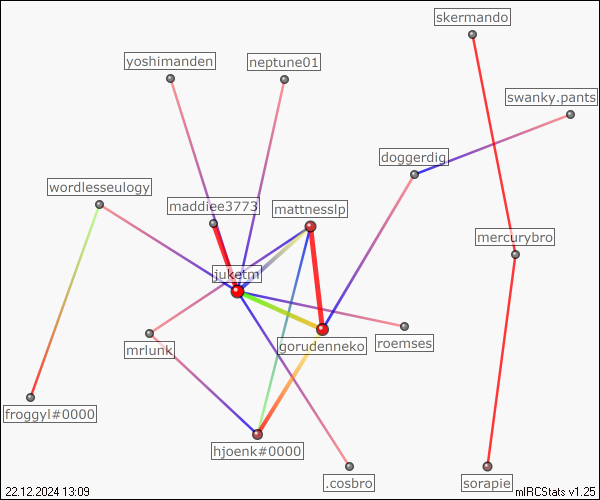 skermando
yoshimanden
neptune01
swanky.pants
doggerdig
wordlesseulogy
maddiee3773
mattnesslp
mercurybro
juketm
gorudenneko
roemses
mrlunk
froggyl#0000
hjoenk#0000
.cosbro
sorapie
22.12.2024 13:09
mIRCStats v1.25